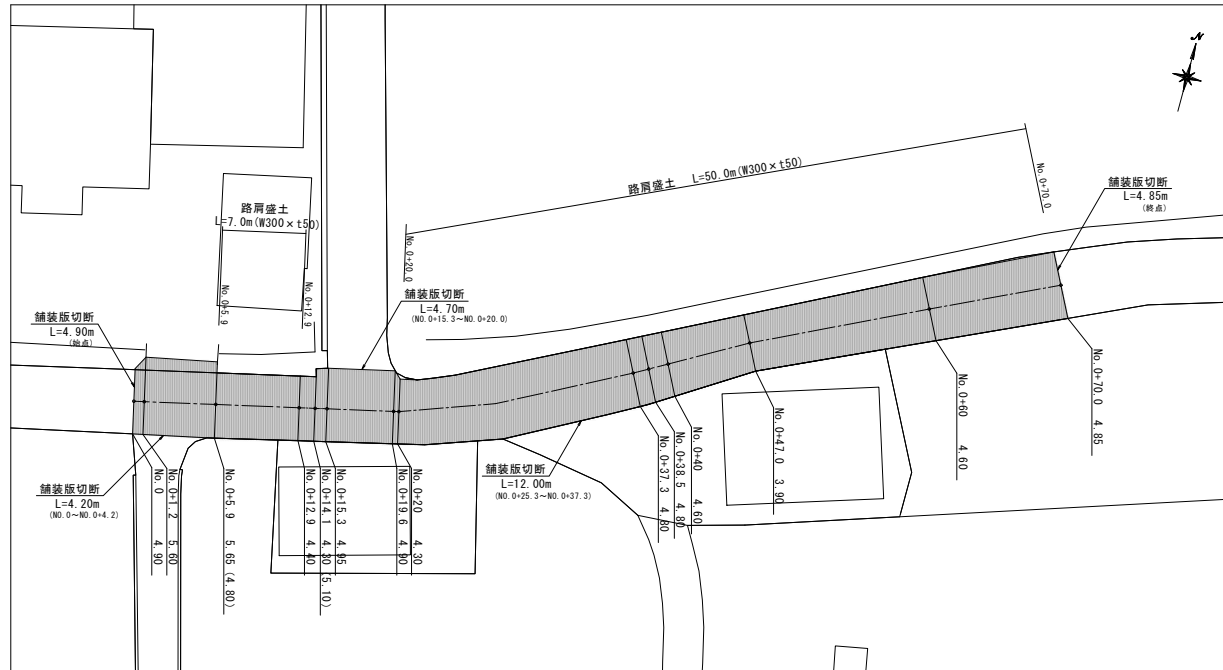 N
路肩盛土　L=50.0m(W300×t50)
No.0+20.0
No.0+70.0
路肩盛土
L=7.0m(W300×t50)
No.0+5.9
No.0+12.9
舗装版切断
L=4.85m
(終点)
舗装版切断
L=4.70m
(NO.0+15.3～NO.0+20.0)
舗装版切断
L=4.90m
(始点)
舗装版切断
L=4.20m
(NO.0～NO.0+4.2)
舗装版切断
L=12.00m
(NO.0+25.3～NO.0+37.3)
No.0　4.90
No.0+1.2　5.60
No.0+5.9　5.65(4.80)
No.0+12.9　4.40
No.0+14.1　4.30(5.10)
No.0+15.3　4.95
No.0+19.6　4.90
No.0+20　4.30
No.0+37.3　4.80
No.0+38.5　4.80
No.0+40　4.60
No.0+47.0　3.90
No.0+60　4.60
No.0+70.0　4.85